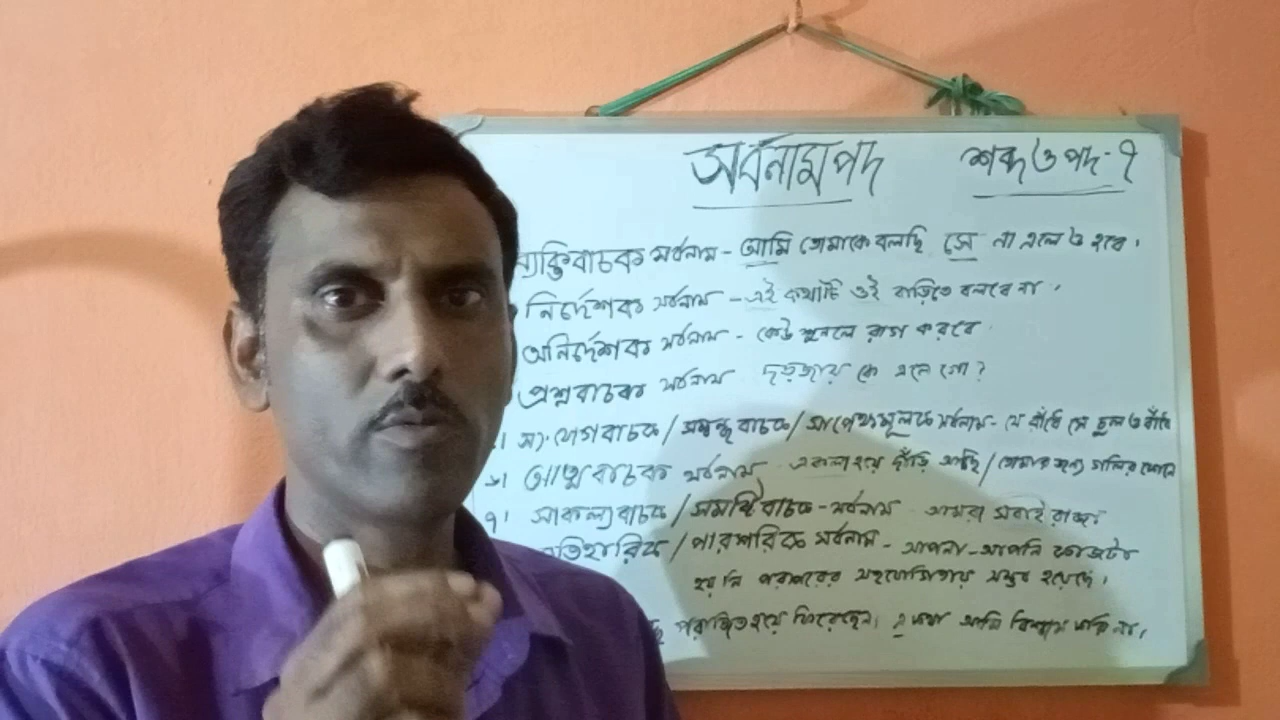 সর্বনামপদ শব্দ ও পদ-৭
ব্যক্তিবাচক সর্বনাম - আমি তোমাকে বলছি সে না এলেও হবে।
নির্দেশক সর্বনাম - এই কথাটি ওই বাড়িতে বলবে না।
অনির্দেশক সর্বনাম - কেউ শুনলে রাগ করবে
প্রশ্নবাচক সর্বনাম দরজায় কে এলে গো?
। সংযোগবাচক / সম্বন্ধবাচক / সাপেক্ষমূলক সর্বনাম - যে রাঁধে সে চুলও বাঁধে
৬। আত্মবাচক সর্বনাম একলা হয়ে দাঁড়িয়ে আছি / তোমার জন্য গলির কোনে
৭। সাকল্যবাচক / সমষ্টিবাচক - সর্বনাম আমরা সবাই রাজা
তিহারিক / পারস্পরিক সর্বনাম - আপনা-আপনি কাজটা
হয়নি পরস্পরের সহযোগিতায় সম্ভব হয়েছে।
পরাজিত হয়ে ফিরেছেন। এ কথা আমি বিশ্বাস করি না।